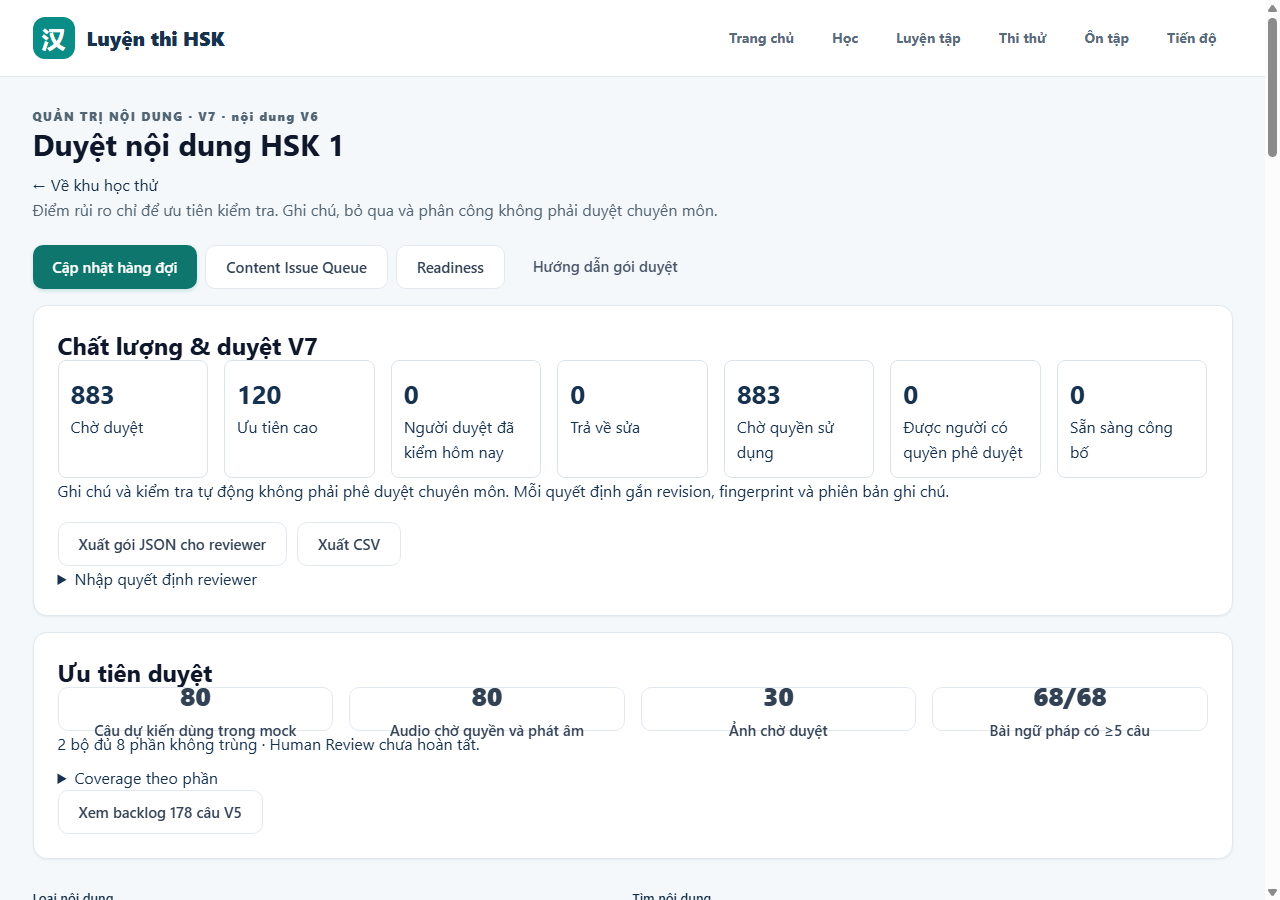 汉 Luyện thi HSK
Trang chủ Học Luyện tập Thi thử Ôn tập Tiến độ
QUẢN TRỊ NỘI DUNG · V7 · nội dung V6
Duyệt nội dung HSK 1
← Về khu học thử
Điểm rủi ro chỉ để ưu tiên kiểm tra. Ghi chú, bỏ qua và phân công không phải duyệt chuyên môn.
Cập nhật hàng đợi Content Issue Queue Readiness Hướng dẫn gói duyệt
Chất lượng & duyệt V7
883
Chờ duyệt
120
Ưu tiên cao
0
Người duyệt đã
kiểm hôm nay
0
Trả về sửa
883
Chờ quyền sử
dụng
0
Được người có
quyền phê duyệt
0
Sẵn sàng công
bố
Ghi chú và kiểm tra tự động không phải phê duyệt chuyên môn. Mỗi quyết định gắn revision, fingerprint và phiên bản ghi chú.
Xuất gói JSON cho reviewer Xuất CSV
▶ Nhập quyết định reviewer
Ưu tiên duyệt
80
Câu dự kiến dùng trong mock
80
Audio chờ quyền và phát âm
30
Ảnh chờ duyệt
68/68
Bài ngữ pháp có ≥5 câu
2 bộ đủ 8 phần không trùng · Human Review chưa hoàn tất.
▶ Coverage theo phần
Xem backlog 178 câu V5
Loại nội dung Tìm nội dung